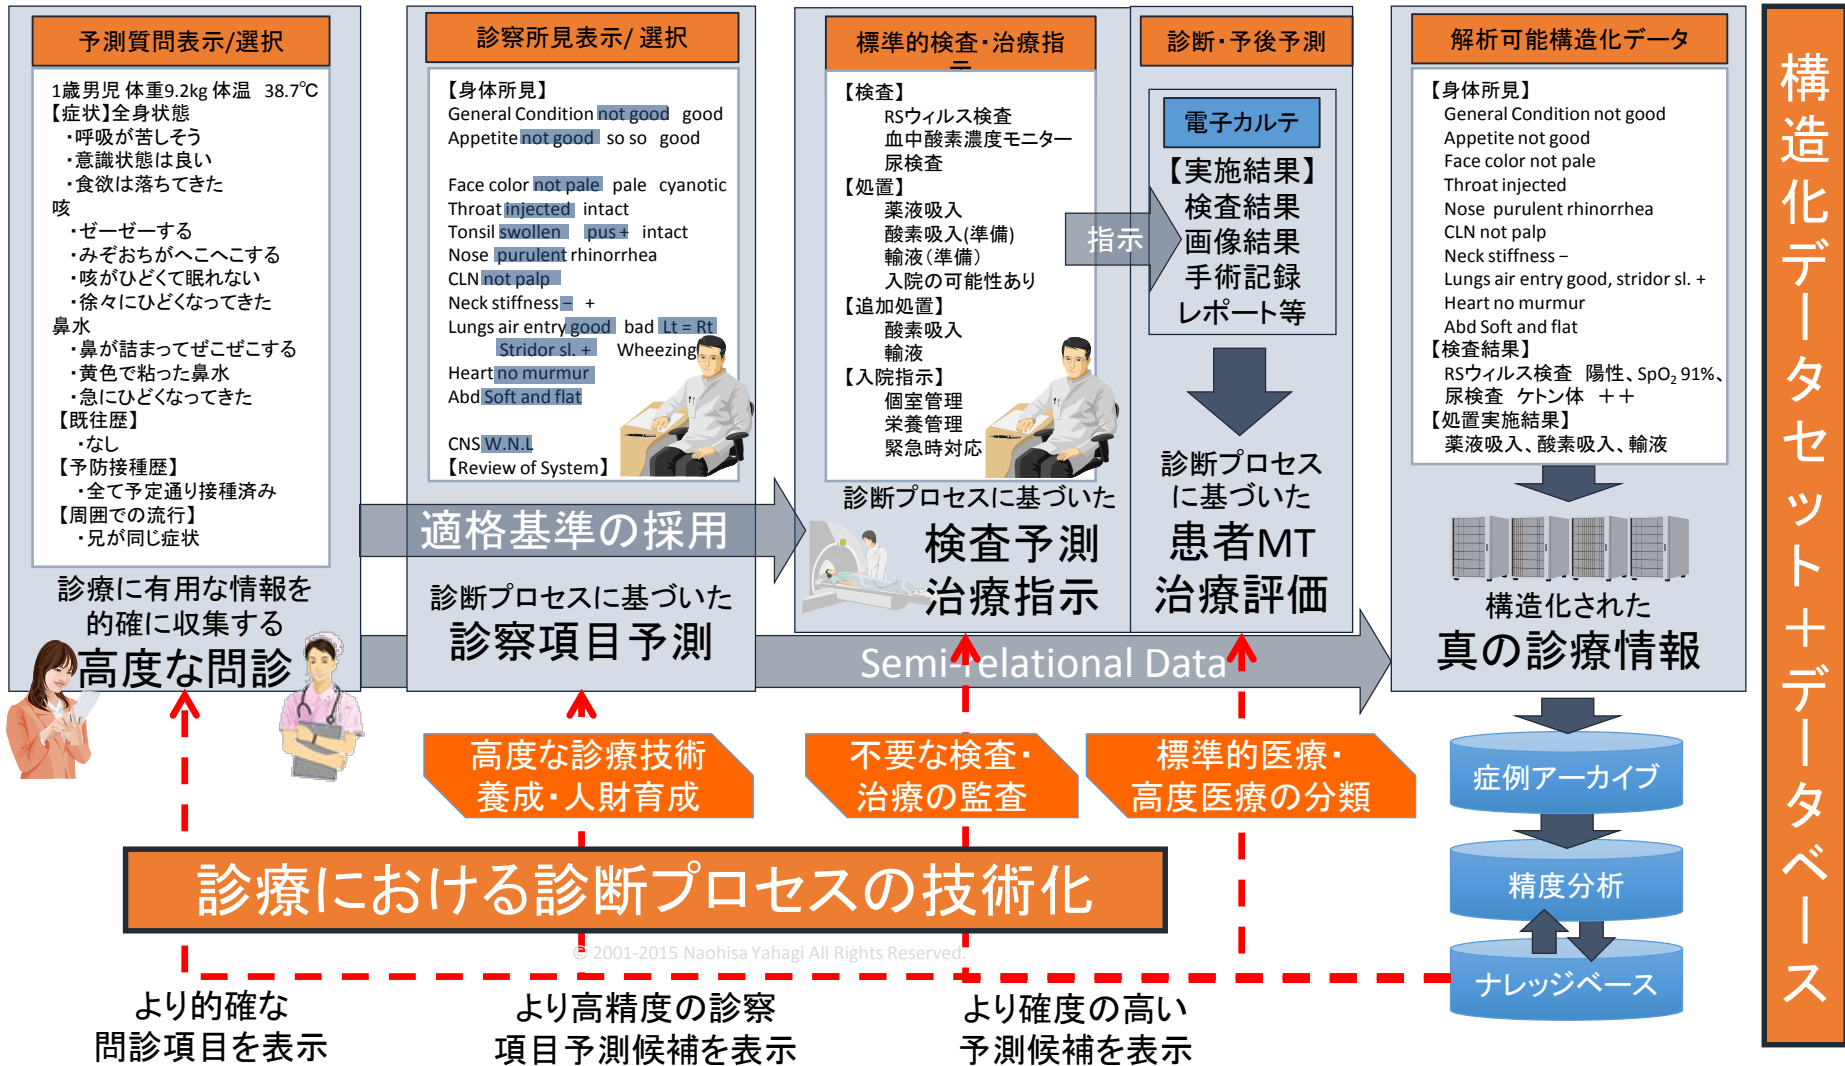 予測質問表示/選択
1歳男児 体重9.2kg 体温 38.7℃
【症状】全身状態
・呼吸が苦しそう
・意識状態は良い
・食欲は落ちてきた
咳
・ゼーゼーする
・みぞおちがへこへこする
・咳がひどくて眠れない
・徐々にひどくなってきた
鼻水
・鼻が詰まってぜこぜこする
・黄色で粘った鼻水
・急にひどくなってきた
【既往歴】
・なし
【予防接種歴】
・全て予定通り接種済み
【周囲での流行】
・兄が同じ症状
診療に有用な情報を
的確に収集する
高度な問診
診察所見表示/ 選択
【身体所見】
General Condition not good good
Appetite not good so so good
Face color not pale pale cyanotic
Throat injected intact
Tonsil swollen pus + intact
Nose purulent rhinorrhea
CLN not palp
Neck stiffness − +
Lungs air entry good bad Lt = Rt
Stridor sl. + Wheezing
Heart no murmur
Abd Soft and flat
CNS W.N.L
【Review of System】
適格基準の採用
診断プロセスに基づいた
診察項目予測
標準的検査・治療指
示
【検査】
RSウィルス検査
血中酸素濃度モニター
尿検査
【処置】
薬液吸入
酸素吸入(準備)
輸液(準備)
入院の可能性あり
【追加処置】
酸素吸入
輸液
【入院指示】
個室管理
栄養管理
緊急時対応
診断プロセスに基づいた
検査予測
治療指示
指示
診断・予後予測
電子カルテ
【実施結果】
検査結果
画像結果
手術記録
レポート等
診断プロセス
に基づいた
患者MT
治療評価
Semi-relational Data
解析可能構造化データ
【身体所見】
General Condition not good
Appetite not good
Face color not pale
Throat injected
Nose purulent rhinorrhea
CLN not palp
Neck stiffness −
Lungs air entry good, stridor sl. +
Heart no murmur
Abd Soft and flat
【検査結果】
RSウィルス検査 陽性、SpO2 91%、
尿検査 ケトン体 ++
【処置実施結果】
薬液吸入、酸素吸入、輸液
構造化された
真の診療情報
症例アーカイブ
精度分析
ナレッジベース
構造化データセット+データベース
高度な診療技術
養成・人財育成
不要な検査・
治療の監査
標準的医療・
高度医療の分類
診療における診断プロセスの技術化
© 2001-2015 Naohisa Yahagi All Rights Reserved.
より的確な
問診項目を表示
より高精度の診察
項目予測候補を表示
より確度の高い
予測候補を表示